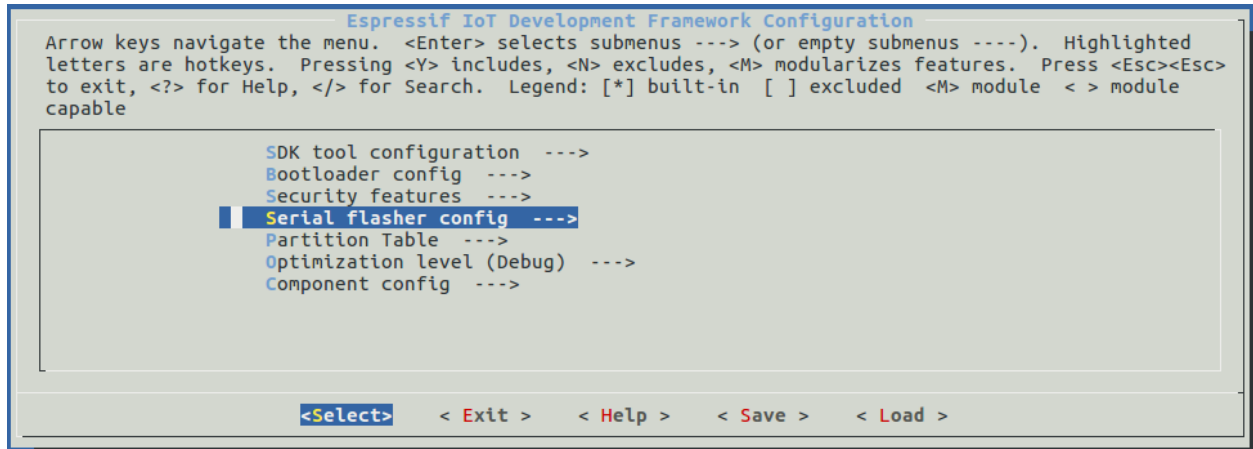 Espressif IoT Development Framework Configuration
Arrow keys navigate the menu.  <Enter> selects submenus ---> (or empty submenus ----).  Highlighted
letters are hotkeys.  Pressing <Y> includes, <N> excludes, <M> modularizes features.  Press <Esc><Esc>
to exit, <?> for Help, </> for Search.  Legend: [*] built-in  [ ] excluded  <M> module  < > module
capable
SDK tool configuration  --->
Bootloader config  --->
Security features  --->
Serial flasher config  --->
Partition Table  --->
Optimization level (Debug)  --->
Component config  --->
<Select>    < Exit >    < Help >    < Save >    < Load >